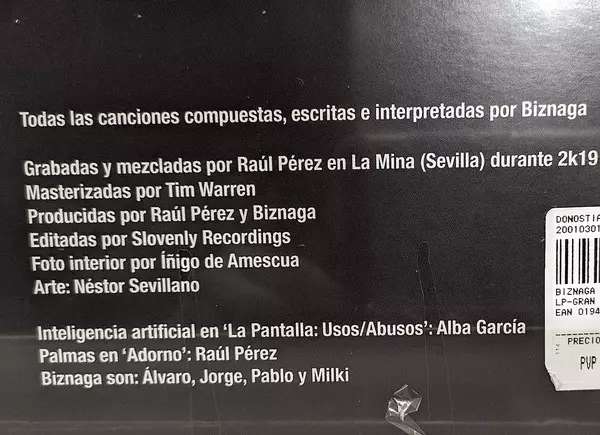 Todas las canciones compuestas, escritas e interpretadas por Biznaga
Grabadas y mezcladas por Raúl Pérez en La Mina (Sevilla) durante 2k19
Masterizadas por Tim Warren
Producidas por Raúl Pérez y Biznaga
Editadas por Slovenly Recordings
Foto interior por Íñigo de Amescua
Arte: Néstor Sevillano
Inteligencia artificial en ‘La Pantalla: Usos/Abusos’: Alba García
Palmas en ‘Adorno’: Raúl Pérez
Biznaga son: Álvaro, Jorge, Pablo y Milki
DONOSTIA
20010301
BIZNAGA
LP-GRAN
EAN 0194
PRECIO
PVP